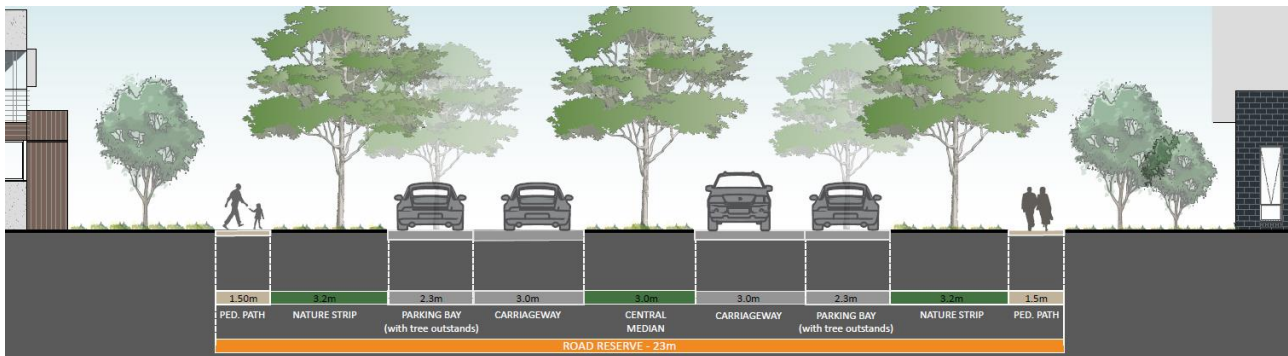 1.50m 3.2m 2.3m 3.0m 3.0m 3.0m 2.3m 3.2m 1.5m
PED. PATH NATURE STRIP PARKING BAY CARRIAGEWAY CENTRAL CARRIAGEWAY PARKING BAY NATURE STRIP PED. PATH
(with tree outstands) MEDIAN (with tree outstands)
ROAD RESERVE - 23m